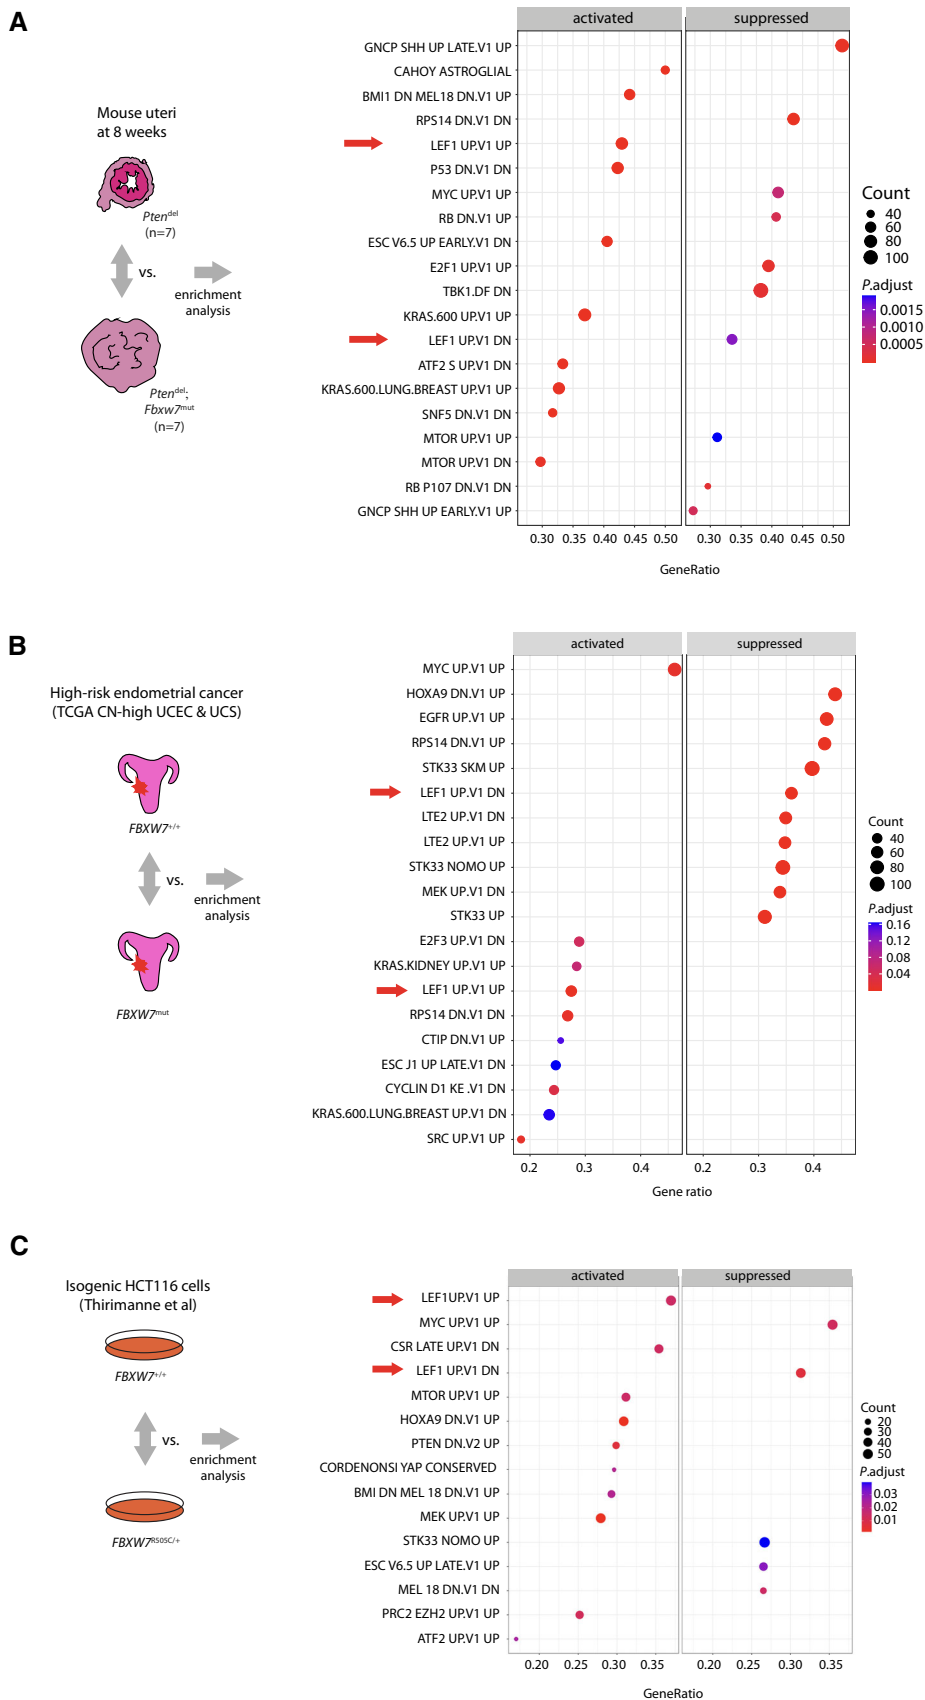 A
activated
suppressed
GNCP SHH UP LATE.V1 UP
CAHOY ASTROGLIAL
BMI1 DN MEL18 DN.V1 UP
RPS14 DN.V1 DN
LEF1 UP.V1 UP
P53 DN.V1 DN
MYC UP.V1 UP
RB DN.V1 UP
ESC V6.5 UP EARLY.V1 DN
E2F1 UP.V1 UP
TBK1.DF DN
KRAS.600 UP.V1 UP
LEF1 UP.V1 DN
ATF2 S UP.V1 DN
KRAS.600.LUNG.BREAST UP.V1 UP
SNF5 DN.V1 DN
MTOR UP.V1 UP
MTOR UP.V1 DN
RB P107 DN.V1 DN
GNCP SHH UP EARLY.V1 UP
0.30 0.35 0.40 0.45 0.50
0.30 0.35 0.40 0.45 0.50
GeneRatio
Mouse uteri
at 8 weeks
Ptendel
(n=7)
vs.
enrichment
analysis
Ptendel;
Fbxw7mut
(n=7)
Count
40
60
80
100
P.adjust
0.0015
0.0010
0.0005
B
activated
suppressed
MYC UP.V1 UP
HOXA9 DN.V1 UP
EGFR UP.V1 UP
RPS14 DN.V1 UP
STK33 SKM UP
LEF1 UP.V1 DN
LTE2 UP.V1 DN
LTE2 UP.V1 UP
STK33 NOMO UP
MEK UP.V1 DN
STK33 UP
E2F3 UP.V1 DN
KRAS.KIDNEY UP.V1 UP
LEF1 UP.V1 UP
RPS14 DN.V1 DN
CTIP DN.V1 UP
ESC J1 UP LATE.V1 DN
CYCLIN D1 KE .V1 DN
KRAS.600.LUNG.BREAST UP.V1 DN
SRC UP.V1 UP
0.2 0.3 0.4
0.2 0.3 0.4
Gene ratio
High-risk endometrial cancer
(TCGA CN-high UCEC & UCS)
FBXW7+/+
vs.
enrichment
analysis
FBXW7mut
Count
40
60
80
100
P.adjust
0.16
0.12
0.08
0.04
C
activated
suppressed
LEF1UP.V1 UP
MYC UP.V1 UP
CSR LATE UP.V1 DN
LEF1 UP.V1 DN
MTOR UP.V1 UP
HOXA9 DN.V1 UP
PTEN DN.V2 UP
CORDENONSI YAP CONSERVED
BMI DN MEL 18 DN.V1 UP
MEK UP.V1 UP
STK33 NOMO UP
ESC V6.5 UP LATE.V1 UP
MEL 18 DN.V1 DN
PRC2 EZH2 UP.V1 UP
ATF2 UP.V1 UP
0.20 0.25 0.30 0.35
0.20 0.25 0.30 0.35
GeneRatio
Isogenic HCT116 cells
(Thirimanne et al)
FBXW7+/+
vs.
enrichment
analysis
FBXW7R505C/+
Count
20
30
40
50
P.adjust
0.03
0.02
0.01